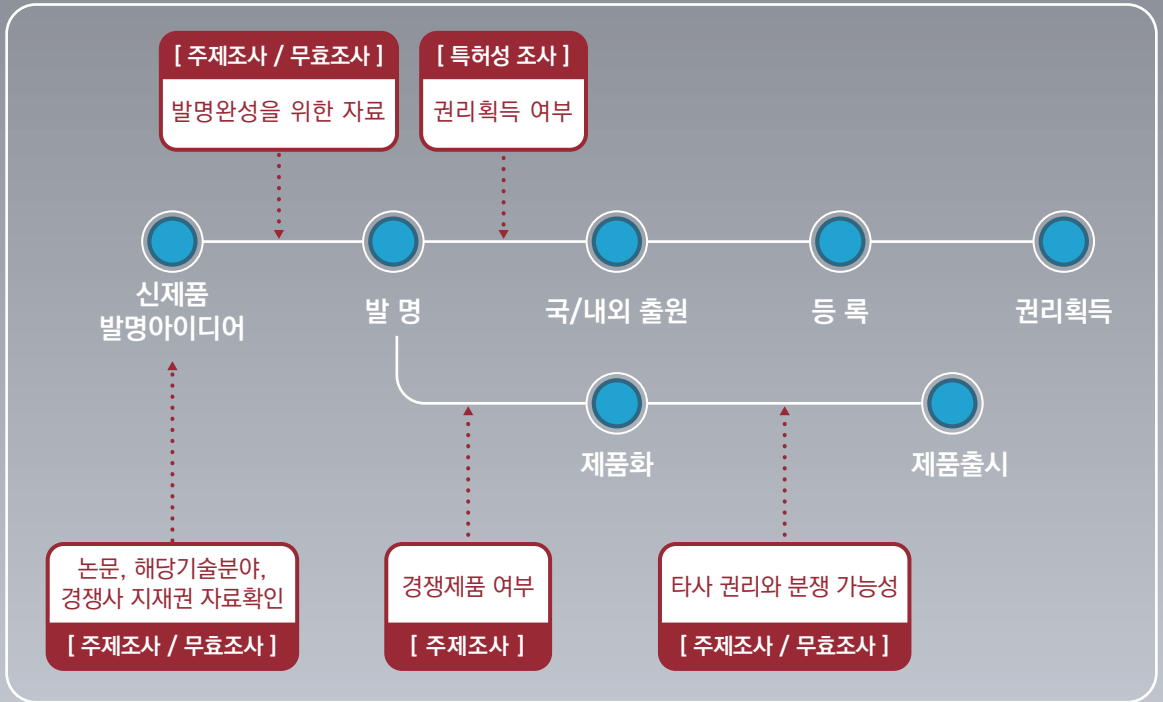 [ 주제조사 / 무효조사 ]
발명완성을 위한 자료
[ 특허성 조사 ]
권리획득 여부
신제품
발명아이디어
발 명
국/내외 출원
등 록
권리획득
제품화
제품출시
논문, 해당기술분야,
경쟁사 지재권 자료확인
[ 주제조사 / 무효조사 ]
경쟁제품 여부
[ 주제조사 ]
타사 권리와 분쟁 가능성
[ 주제조사 / 무효조사 ]